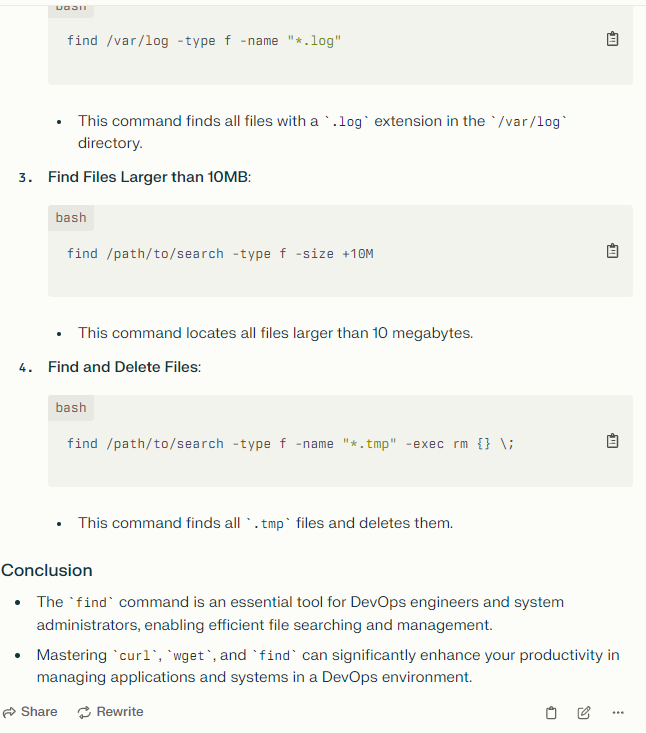 bash
find /var/log -type f -name "*.log"
• This command finds all files with a `.log` extension in the `/var/log`
directory.
3. Find Files Larger than 10MB:
bash
find /path/to/search -type f -size +10M
• This command locates all files larger than 10 megabytes.
4. Find and Delete Files:
bash
find /path/to/search -type f -name "*.tmp" -exec rm {} \;
• This command finds all `.tmp` files and deletes them.
Conclusion
• The `find` command is an essential tool for DevOps engineers and system
administrators, enabling efficient file searching and management.
• Mastering `curl`, `wget`, and `find` can significantly enhance your productivity in
managing applications and systems in a DevOps environment.
Share Rewrite